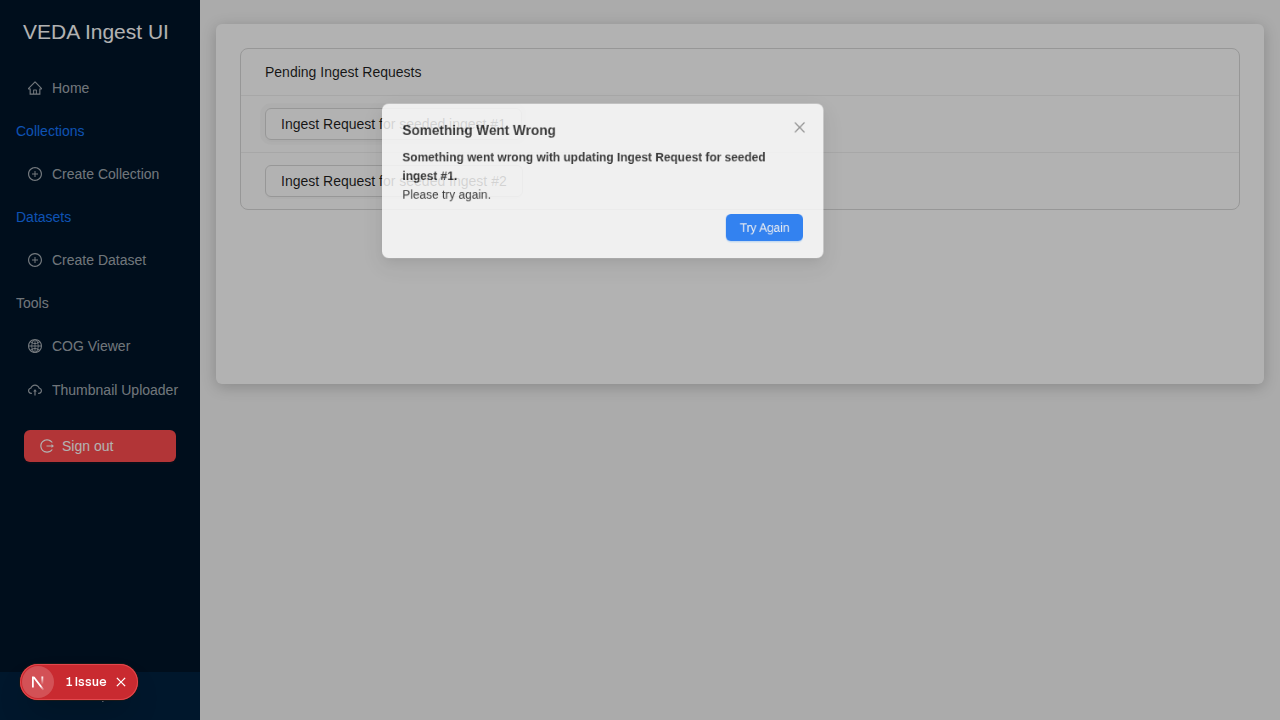 VEDA Ingest UI
Home
Collections
Create Collection
Datasets
Create Dataset
Tools
COG Viewer
Thumbnail Uploader
Sign out
1 Issue
Pending Ingest Requests
Ingest Request for seeded ingest #1
Ingest Request for seeded ingest #2
Something Went Wrong
Something went wrong with updating Ingest Request for seeded
ingest #1.
Please try again.
Try Again